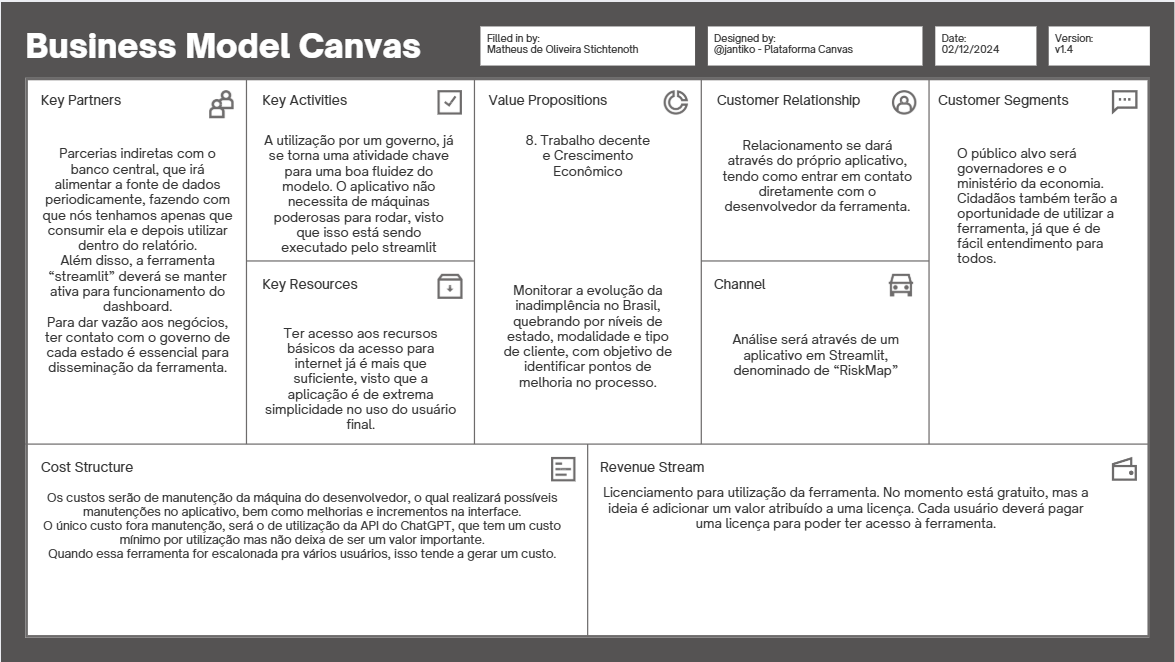 Business Model Canvas
Filled in by:
Matheus de Oliveira Stichtenoth
Designed by:
@jantiko - Plataforma Canvas
Date:
02/12/2024
Version:
v1.4
Key Partners
Parcerias indiretas com o
banco central, que irá
alimentar a fonte de dados
periodicamente, fazendo com
que nós tenhamos apenas que
consumir ela e depois utilizar
dentro do relatório.
Além disso, a ferramenta
“streamlit” deverá se manter
ativa para funcionamento do
dashboard.
Para dar vazão aos negócios,
ter contato com o governo de
cada estado é essencial para
disseminação da ferramenta.
Key Activities
A utilização por um governo, já
se torna uma atividade chave
para uma boa fluidez do
modelo. O aplicativo não
necessita de máquinas
poderosas para rodar, visto
que isso está sendo
executado pelo streamlit
Key Resources
Ter acesso aos recursos
básicos da acesso para
internet já é mais que
suficiente, visto que a
aplicação é de extrema
simplicidade no uso do usuário
final.
Value Propositions
8. Trabalho decente
e Crescimento
Econômico
Monitorar a evolução da
inadimplência no Brasil,
quebrando por níveis de
estado, modalidade e tipo
de cliente, com objetivo de
identificar pontos de
melhoria no processo.
Customer Relationship
Relacionamento se dará
através do próprio aplicativo,
tendo como entrar em contato
diretamente com o
desenvolvedor da ferramenta.
Channel
Análise será através de um
aplicativo em Streamlit,
denominado de “RiskMap”
Customer Segments
O público alvo será
governadores e o
ministério da economia.
Cidadãos também terão a
oportunidade de utilizar a
ferramenta, já que é de
fácil entendimento para
todos.
Cost Structure
Os custos serão de manutenção da máquina do desenvolvedor, o qual realizará possíveis
manutenções no aplicativo, bem como melhorias e incrementos na interface.
O único custo fora manutenção, será o de utilização da API do ChatGPT, que tem um custo
mínimo por utilização mas não deixa de ser um valor importante.
Quando essa ferramenta for escalonada pra vários usuários, isso tende a gerar um custo.
Revenue Stream
Licenciamento para utilização da ferramenta. No momento está gratuito, mas a
ideia é adicionar um valor atribuído a uma licença. Cada usuário deverá pagar
uma licença para poder ter acesso à ferramenta.